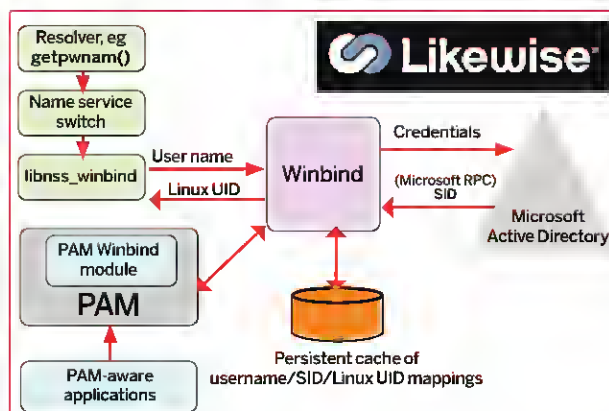 Resolver, eg
getpwnam()
Likewise
Name service
switch
libnss_winbind
User name
Linux UID
Winbind
Credentials
(Microsoft RPC)
SID
Microsoft
Active Directory
PAM Winbind
module
PAM
PAM-aware
applications
Persistent cache of
username/SID/Linux UID mappings